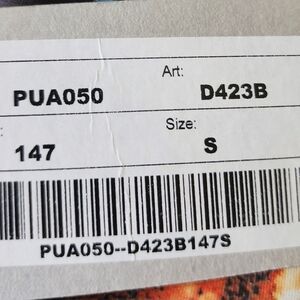 Art:
PUA050 D423B
: Size:
147 S
PUA050--D423B147S